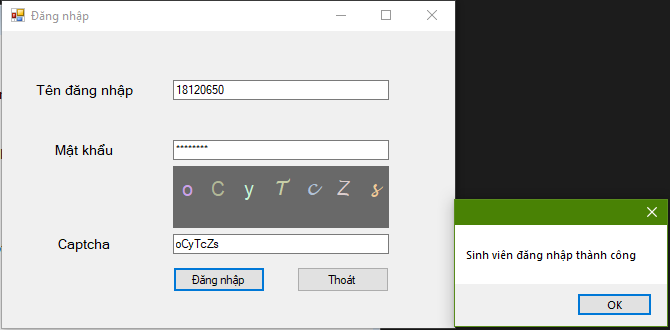 Đăng nhập
Tên đăng nhập
18120650
Mật khẩu
********
o C y T c Z s
Captcha
oCyTcZs
Đăng nhập
Thoát
Sinh viên đăng nhập thành công
OK